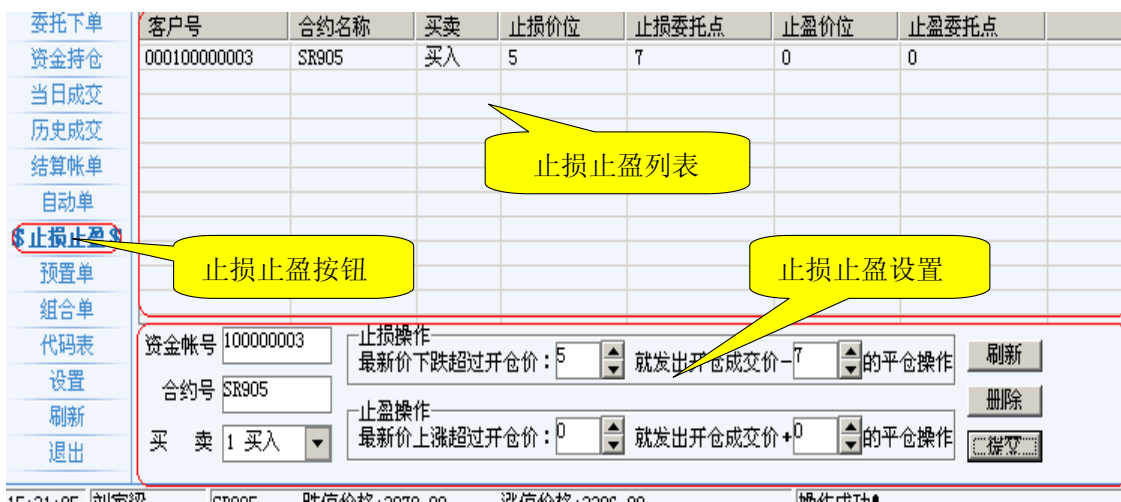 委托下单
资金持仓
当日成交
历史成交
结算帐单
自动单
$止损止盈$
预置单
组合单
代码表
设置
刷新
退出
客户号 合约名称 买卖 止损价位 止损委托点 止盈价位 止盈委托点
000100000003 SR905 买入 5 7 0 0
止损止盈列表
止损止盈按钮
止损止盈设置
资金帐号 100000003
合约号 SR905
买 卖 1 买入
止损操作
最新价下跌超过开仓价：5 就发出开仓成交价-7 的平仓操作
止盈操作
最新价上涨超过开仓价：0 就发出开仓成交价+0 的平仓操作
刷新
删除
提交